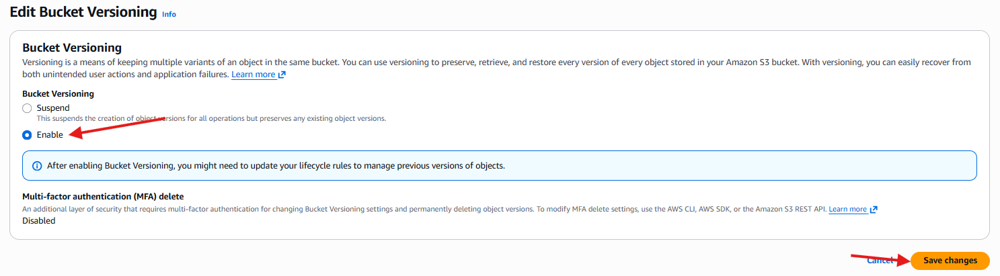 Edit Bucket Versioning Info
Bucket Versioning
Versioning is a means of keeping multiple variants of an object in the same bucket. You can use versioning to preserve, retrieve, and restore every version of every object stored in your Amazon S3 bucket. With versioning, you can easily recover from
both unintended user actions and application failures. Learn more
Bucket Versioning
Suspend
This suspends the creation of object versions for all operations but preserves any existing object versions.
Enable
After enabling Bucket Versioning, you might need to update your lifecycle rules to manage previous versions of objects.
Multi-factor authentication (MFA) delete
An additional layer of security that requires multi-factor authentication for changing Bucket Versioning settings and permanently deleting object versions. To modify MFA delete settings, use the AWS CLI, AWS SDK, or the Amazon S3 REST API. Learn more
Disabled
Cancel Save changes